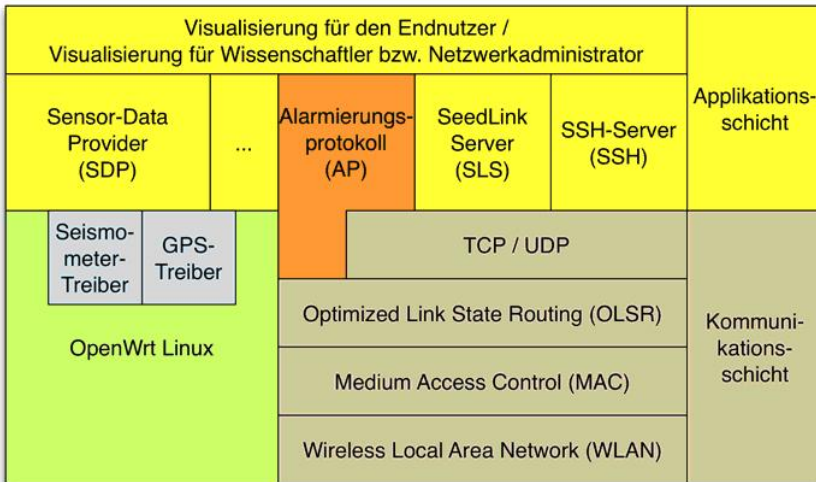 Visualisierung für den Endnutzer /
Visualisierung für Wissenschaftler bzw. Netzwerkadministrator
Applikations-
schicht
Sensor-Data
Provider
(SDP)
...
Alarmierungs-
protokoll
(AP)
SeedLink
Server
(SLS)
SSH-Server
(SSH)
Seismo-
meter-
Treiber
GPS-
Treiber
OpenWrt Linux
TCP / UDP
Optimized Link State Routing (OLSR)
Medium Access Control (MAC)
Wireless Local Area Network (WLAN)
Kommuni-
kations-
schicht